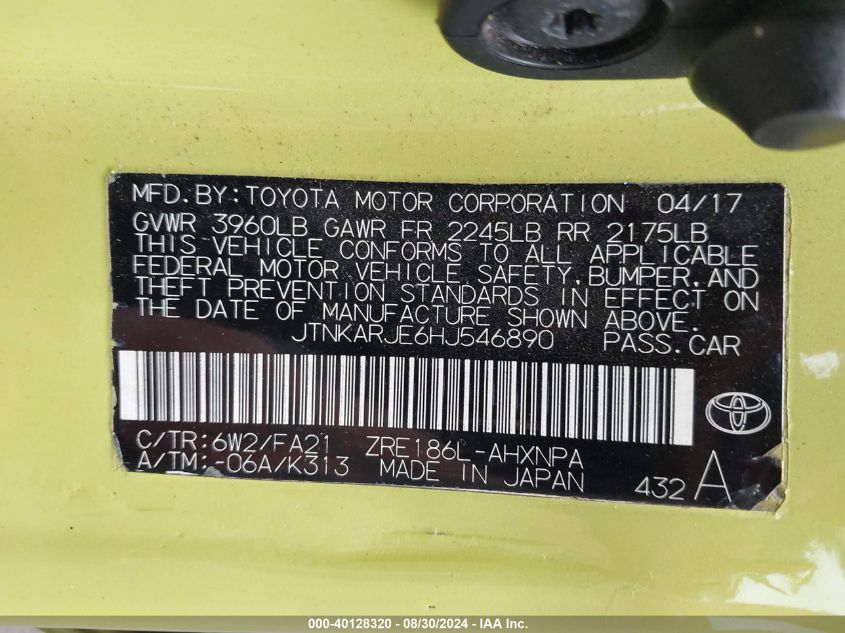 MFD.BY:TOYOTA MOTOR CORPORATION 04/17
GVWR 3960LB GAWR FR 2245LB RR 2175LB
THIS VEHICLE CONFORMS TO ALL APPLICABLE
FEDERAL MOTOR VEHICLE SAFETY,BUMPER,AND
THEFT PREVENTION STANDARDS IN EFFECT ON
THE DATE OF MANUFACTURE SHOWN ABOVE.
JTNKARJE6HJ546890 PASS.CAR
C/TR:6W2/FA21 ZRE186L-AHXNPA
A/TM:-06A/K313 MADE IN JAPAN
432 A
000-40128320 - 08/30/2024 - IAA Inc.